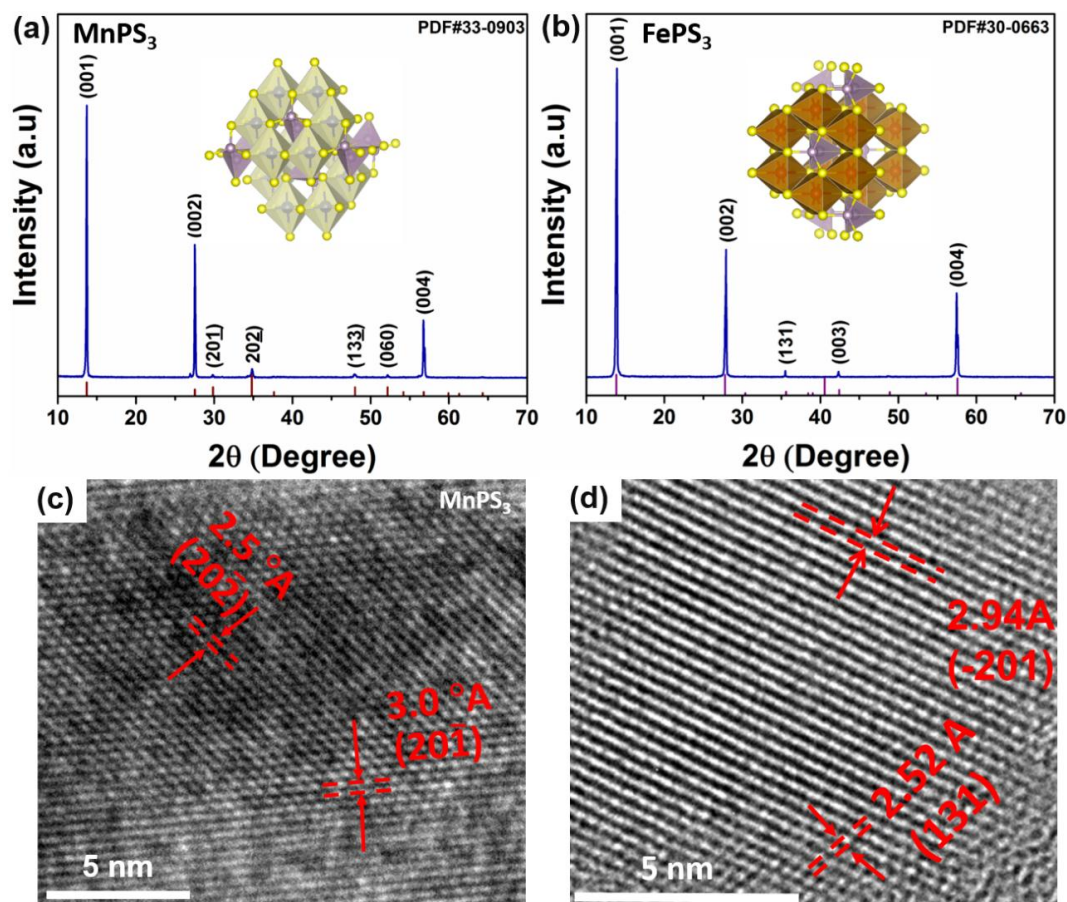 (a) MnPS₃ PDF#33-0903
(001)
(002)
(201̲)
202̲)
(133̲)
(060)
(004)
Intensity (a.u)
10 20 30 40 50 60 70
2θ (Degree)
(b) FePS₃ PDF#30-0663
(001)
(002)
(131)
(003)
(004)
Intensity (a.u)
10 20 30 40 50 60 70
2θ (Degree)
(c) MnPS₃
2.5 °A
(202̄)
3.0 °A
(201̄)
5 nm
(d)
2.94A
(-201)
2.52 A
(131)
5 nm